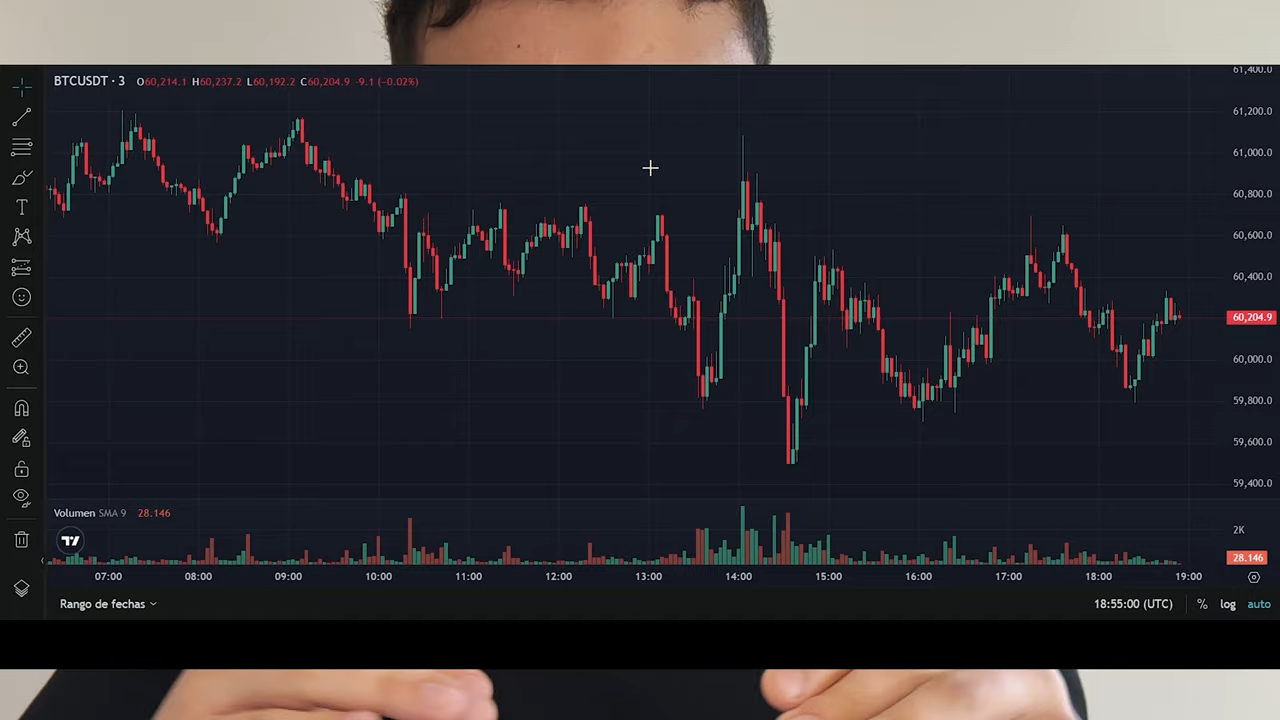 BTCUSDT · 3 O60,214.1 H60,237.2 L60,192.2 C60,204.9 -9.1 (-0.02%)
61,400.0
61,200.0
61,000.0
60,800.0
60,600.0
60,400.0
60,204.9
60,000.0
59,800.0
59,600.0
59,400.0
Volumen SMA 9 28.146
2K
28.146
07:00 08:00 09:00 10:00 11:00 12:00 13:00 14:00 15:00 16:00 17:00 18:00 19:00
Rango de fechas 18:55:00 (UTC) % log auto